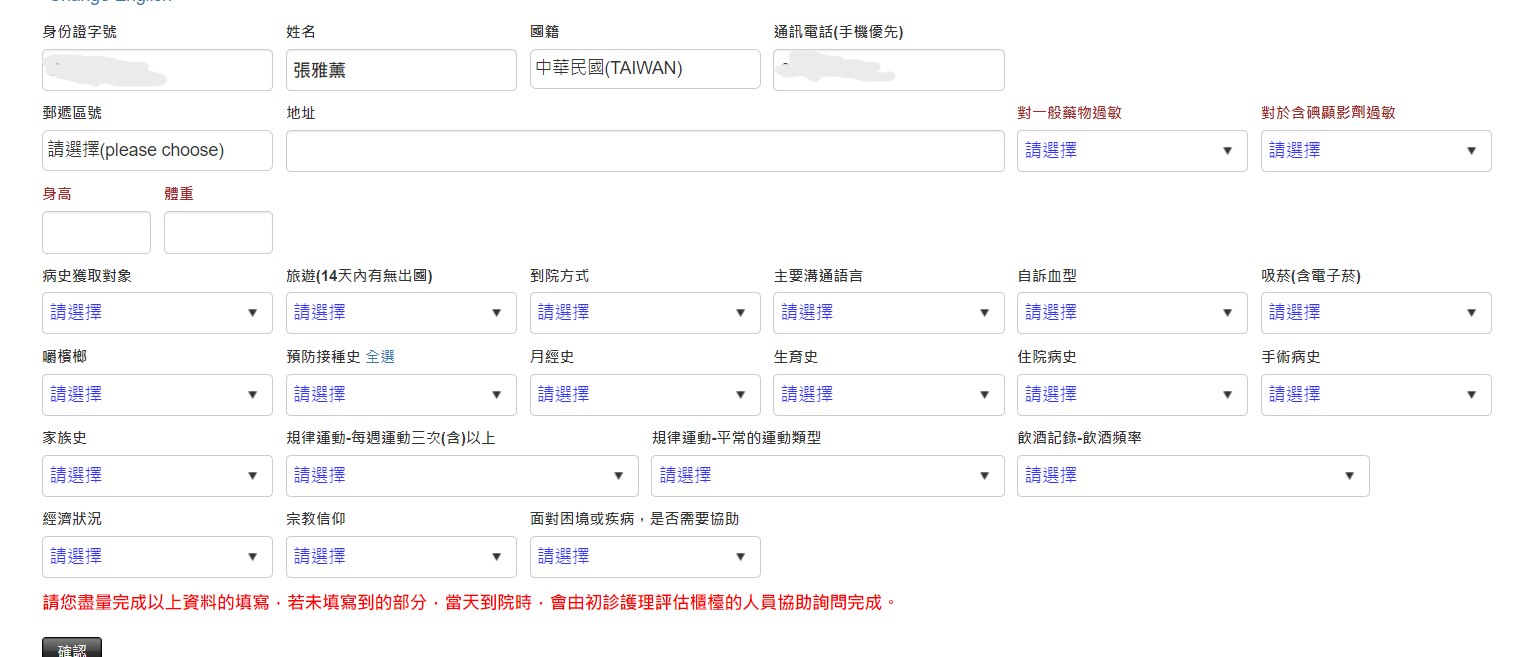 Change English
身份證字號 姓名 國籍 通訊電話(手機優先)
張雅薰 中華民國(TAIWAN)
郵遞區號 地址 對一般藥物過敏 對於含碘顯影劑過敏
請選擇(please choose) 請選擇 請選擇
身高 體重
病史獲取對象 旅遊(14天內有無出國) 到院方式 主要溝通語言 自訴血型 吸菸(含電子菸)
請選擇 請選擇 請選擇 請選擇 請選擇 請選擇
嚼檳榔 預防接種史 全選 月經史 生育史 住院病史 手術病史
請選擇 請選擇 請選擇 請選擇 請選擇 請選擇
家族史 規律運動-每週運動三次(含)以上 規律運動-平常的運動類型 飲酒記錄-飲酒頻率
請選擇 請選擇 請選擇 請選擇
經濟狀況 宗教信仰 面對困境或疾病，是否需要協助
請選擇 請選擇 請選擇
請您盡量完成以上資料的填寫，若未填寫到的部分，當天到院時，會由初診護理評估櫃檯的人員協助詢問完成。
確認